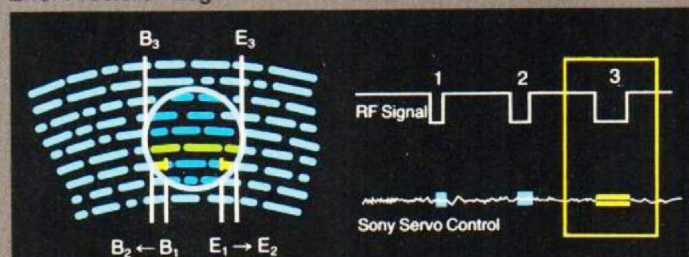 B3 E3
1 2 3
RF Signal
Sony Servo Control
B2 ← B1 E1 → E2